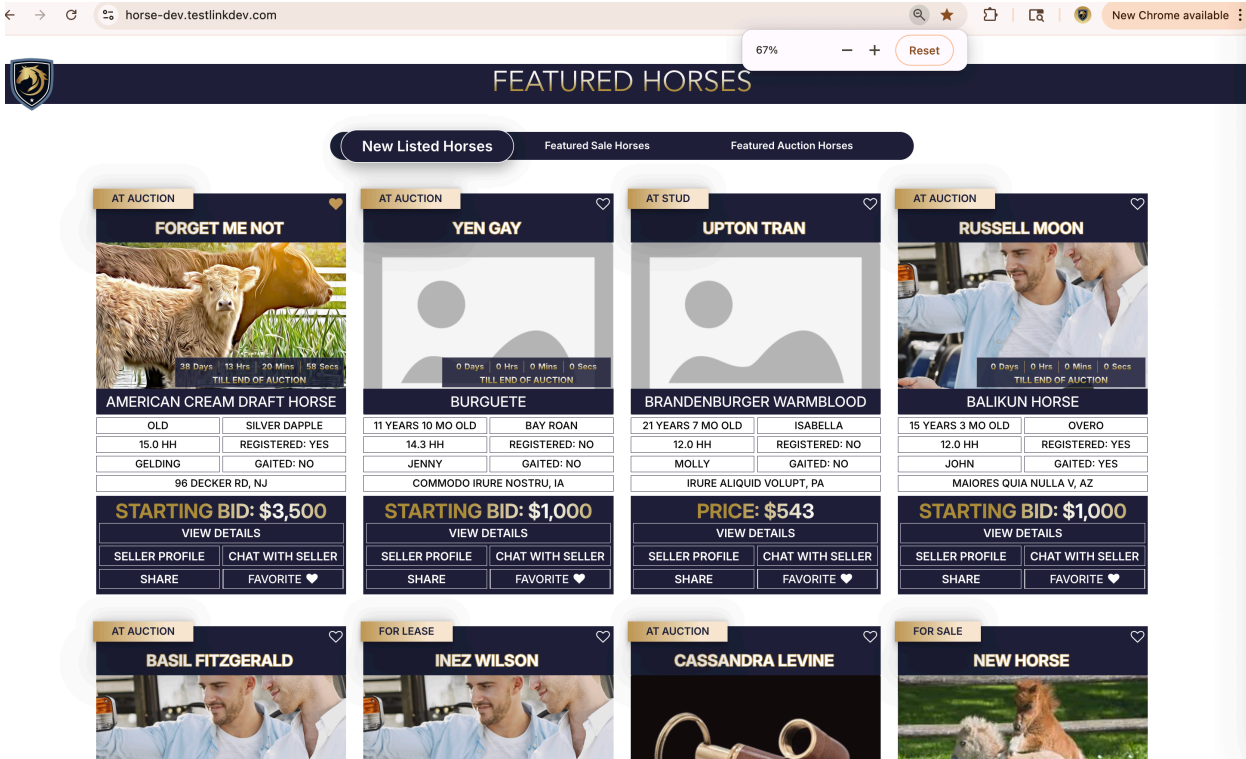 horse-dev.testlinkdev.com
New Chrome available
67%
Reset
FEATURED HORSES
New Listed Horses
Featured Sale Horses
Featured Auction Horses
AT AUCTION
FORGET ME NOT
38 Days 13 Hrs 20 Mins 58 Secs
TILL END OF AUCTION
AMERICAN CREAM DRAFT HORSE
OLD SILVER DAPPLE
15.0 HH REGISTERED: YES
GELDING GAITED: NO
96 DECKER RD, NJ
STARTING BID: $3,500
VIEW DETAILS
SELLER PROFILE CHAT WITH SELLER
SHARE FAVORITE
AT AUCTION
YEN GAY
0 Days 0 Hrs 0 Mins 0 Secs
TILL END OF AUCTION
BURGUETE
11 YEARS 10 MO OLD BAY ROAN
14.3 HH REGISTERED: NO
JENNY GAITED: NO
COMMODO IRURE NOSTRU, IA
STARTING BID: $1,000
VIEW DETAILS
SELLER PROFILE CHAT WITH SELLER
SHARE FAVORITE
AT STUD
UPTON TRAN
BRANDENBURGER WARMBLOOD
21 YEARS 7 MO OLD ISABELLA
12.0 HH REGISTERED: NO
MOLLY GAITED: NO
IRURE ALIQUID VOLUPT, PA
PRICE: $543
VIEW DETAILS
SELLER PROFILE CHAT WITH SELLER
SHARE FAVORITE
AT AUCTION
RUSSELL MOON
0 Days 0 Hrs 0 Mins 0 Secs
TILL END OF AUCTION
BALIKUN HORSE
15 YEARS 3 MO OLD OVERO
12.0 HH REGISTERED: YES
JOHN GAITED: YES
MAIORES QUIA NULLA V, AZ
STARTING BID: $1,000
VIEW DETAILS
SELLER PROFILE CHAT WITH SELLER
SHARE FAVORITE
AT AUCTION
BASIL FITZGERALD
FOR LEASE
INEZ WILSON
AT AUCTION
CASSANDRA LEVINE
FOR SALE
NEW HORSE